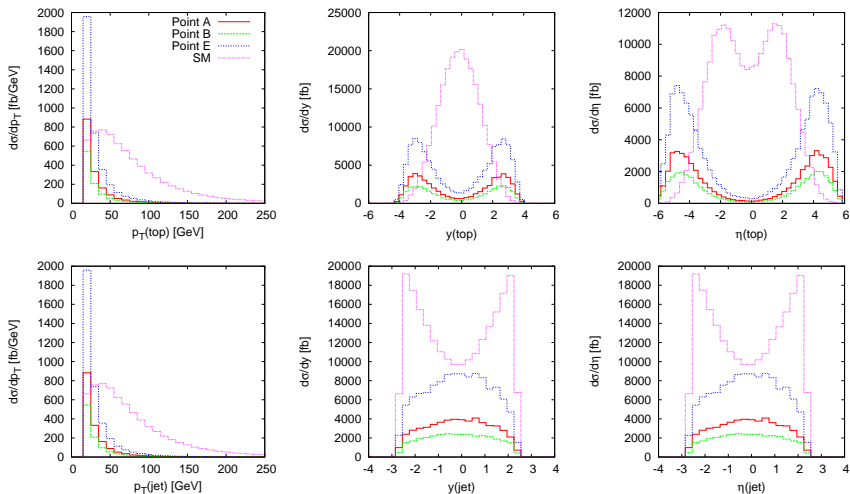 Point A
Point B
Point E
SM
2000
1800
1600
1400
1200
1000
800
600
400
200
0
dσ/dp_T [fb/GeV]
0 50 100 150 200 250
p_T(top) [GeV]
25000
20000
15000
10000
5000
0
dσ/dy [fb]
-6 -4 -2 0 2 4 6
y(top)
12000
10000
8000
6000
4000
2000
0
dσ/dη [fb]
-6 -4 -2 0 2 4 6
η(top)
2000
1800
1600
1400
1200
1000
800
600
400
200
0
dσ/dp_T [fb/GeV]
0 50 100 150 200 250
p_T(jet) [GeV]
20000
18000
16000
14000
12000
10000
8000
6000
4000
2000
0
dσ/dy [fb]
-4 -3 -2 -1 0 1 2 3 4
y(jet)
20000
18000
16000
14000
12000
10000
8000
6000
4000
2000
0
dσ/dη [fb]
-4 -3 -2 -1 0 1 2 3 4
η(jet)